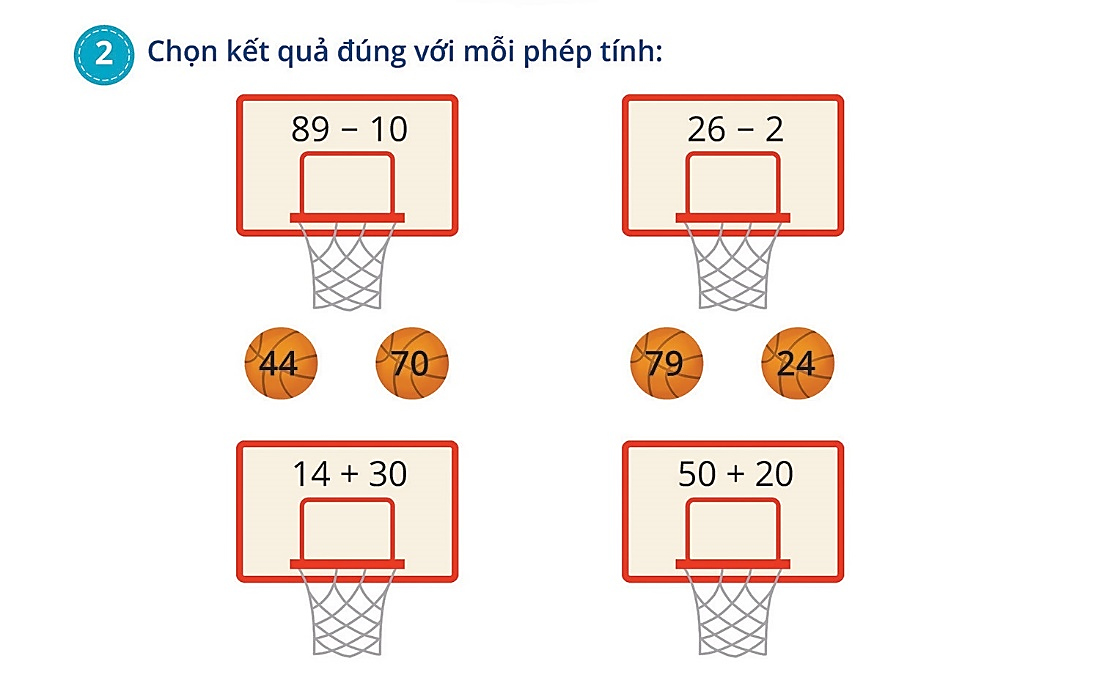 2 Chọn kết quả đúng với mỗi phép tính:
89 – 10 26 – 2
44 70 79 24
14 + 30 50 + 20